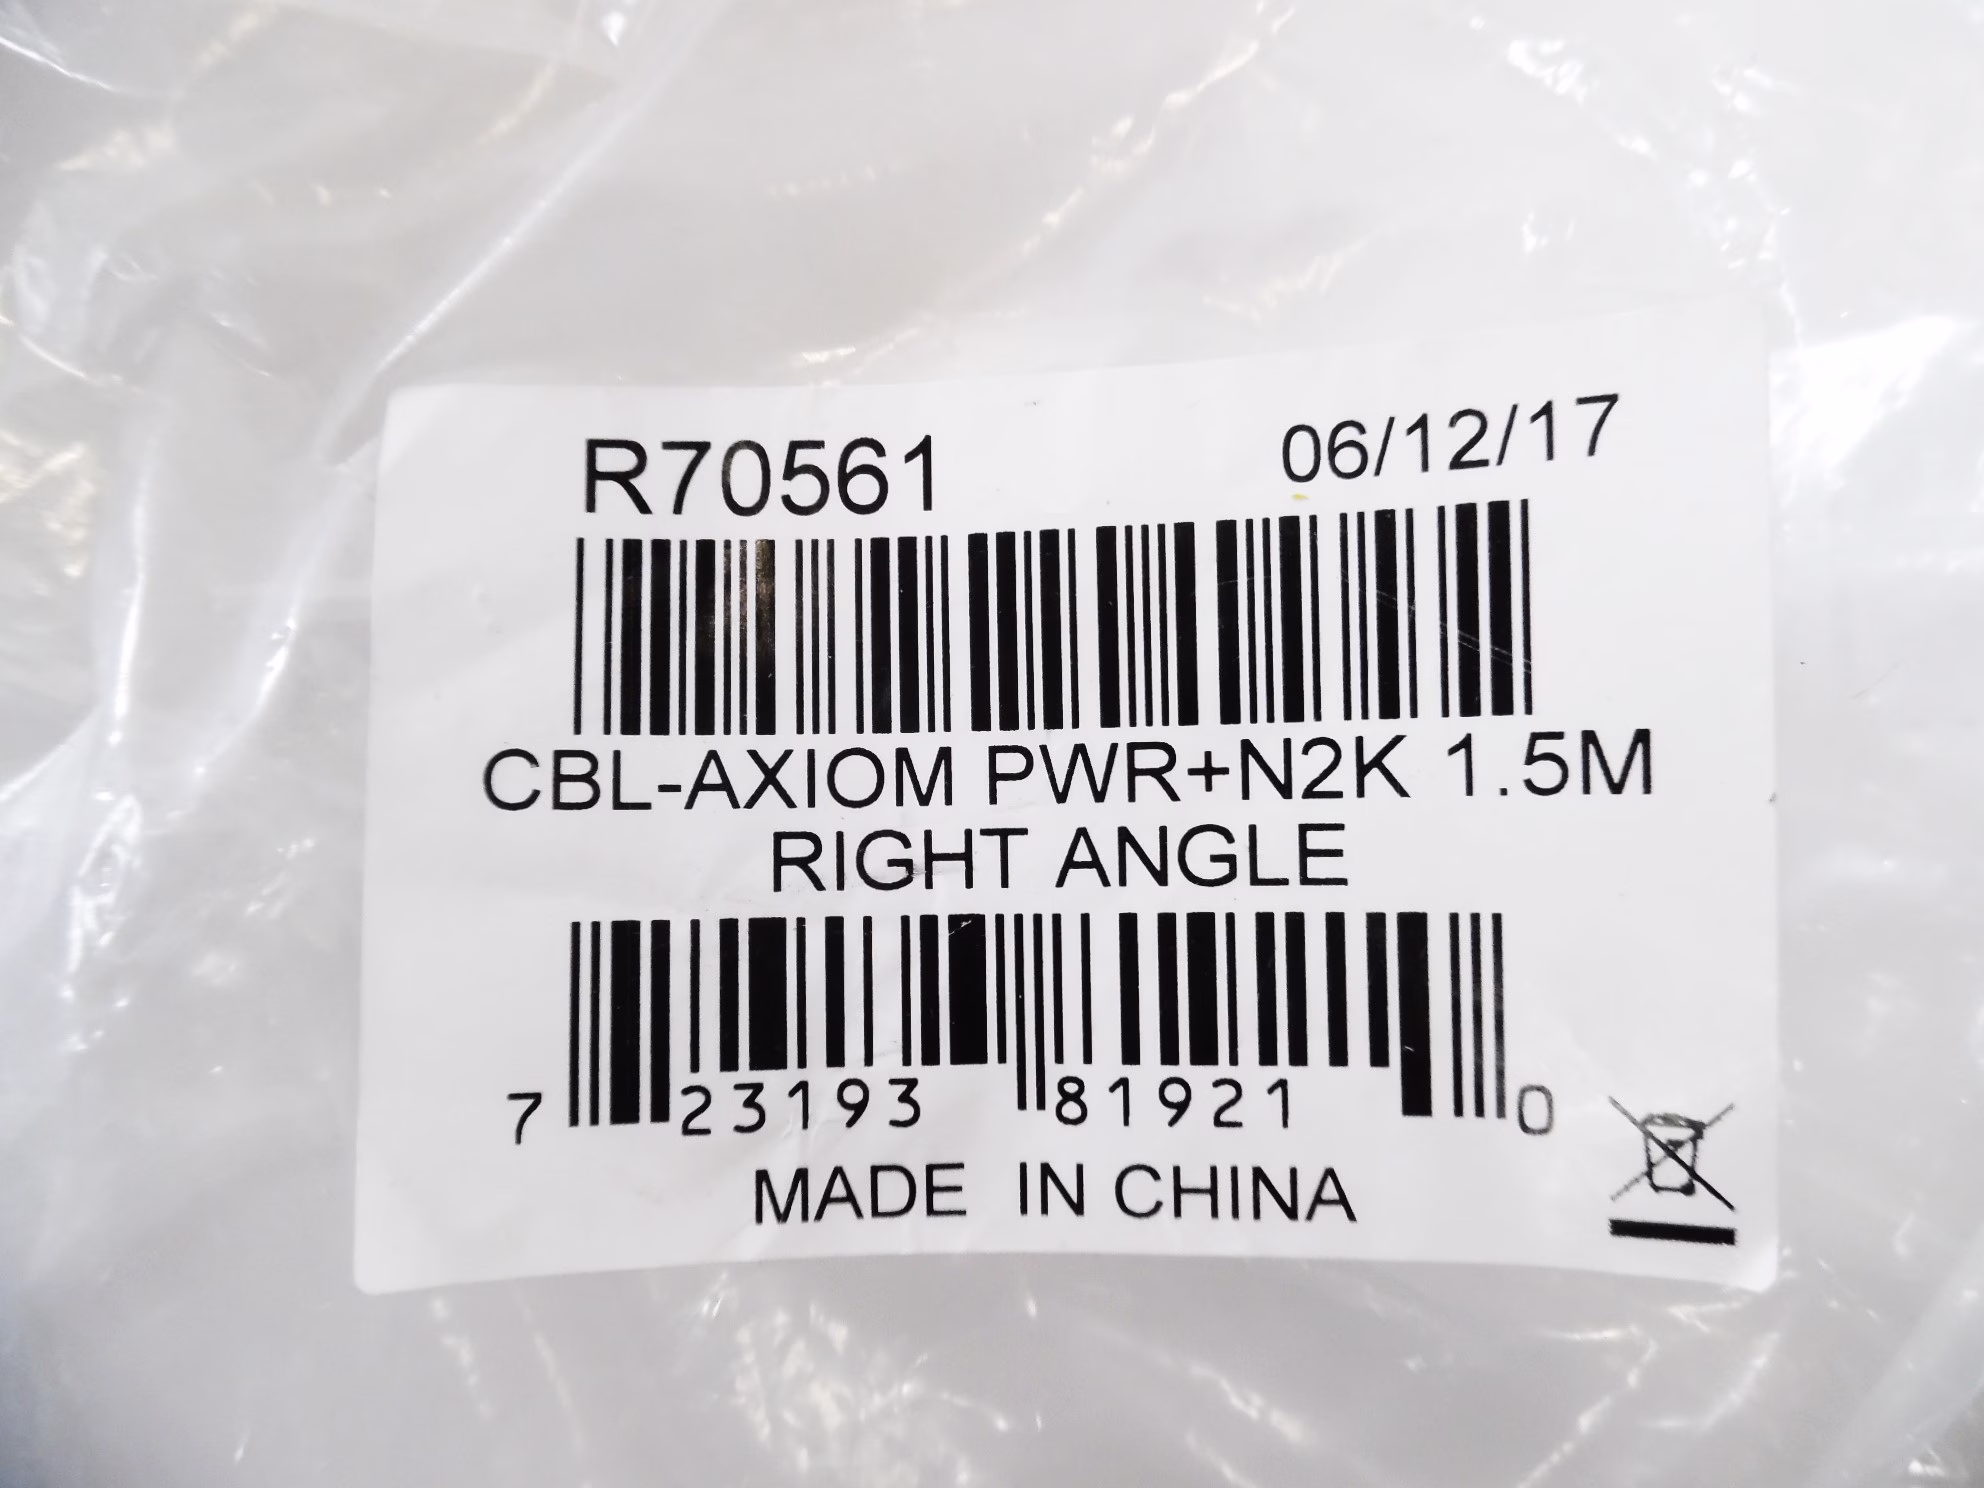 R70561 06/12/17
CBL-AXIOM PWR+N2K 1.5M
RIGHT ANGLE
7 23193 81921 0
MADE IN CHINA